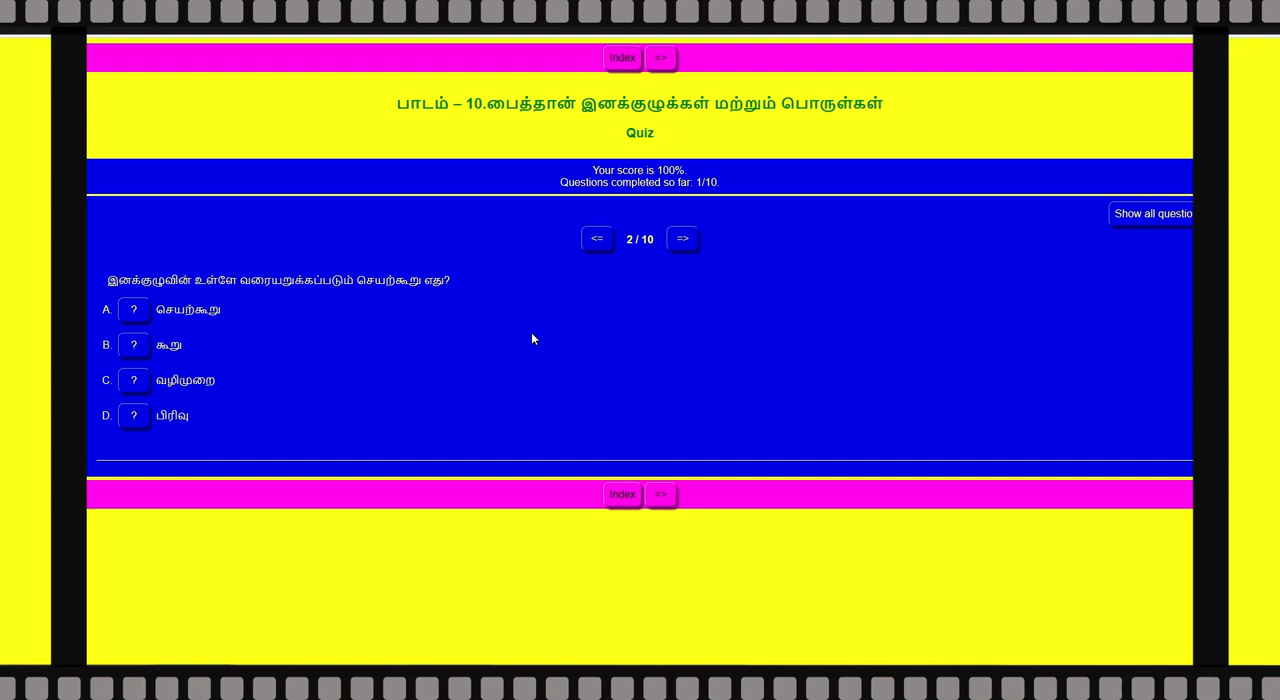 Index =>
பாடம் – 10.பைத்தான் இனக்குழுக்கள் மற்றும் பொருள்கள்
Quiz
Your score is 100%.
Questions completed so far: 1/10.
Show all questio
<= 2 / 10 =>
இனக்குழுவின் உள்ளே வரையறுக்கப்படும் செயற்கூறு எது?
A. ? செயற்கூறு
B. ? கூறு
C. ? வழிமுறை
D. ? பிரிவு
Index =>